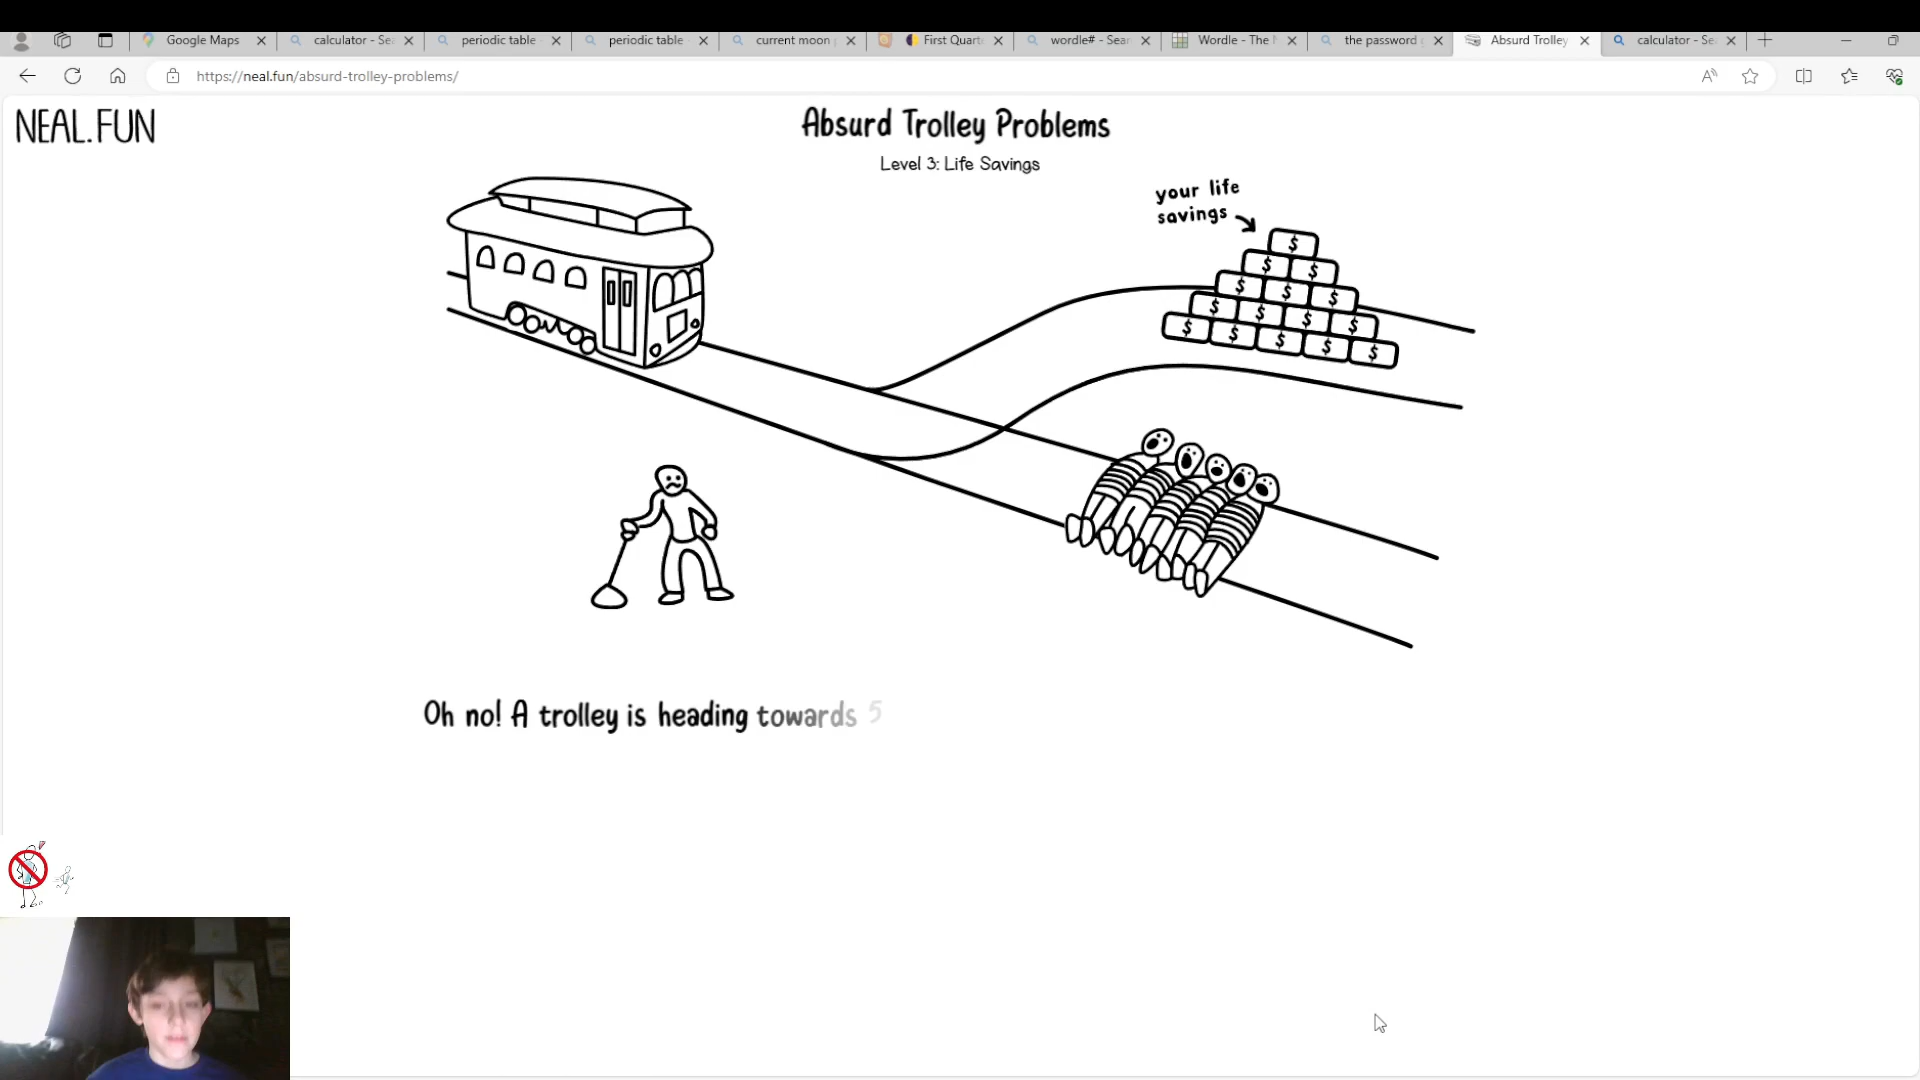 Google Maps
calculator - Sea
periodic table
periodic table
current moon
First Quart
wordle# - Sear
Wordle - The
the password
Absurd Trolley
calculator - Se
https://neal.fun/absurd-trolley-problems/
NEAL.FUN
Absurd Trolley Problems
Level 3: Life Savings
your life
savings
$
$ $
$ $ $
$ $ $ $
$ $ $ $ $
Oh no! A trolley is heading towards 5